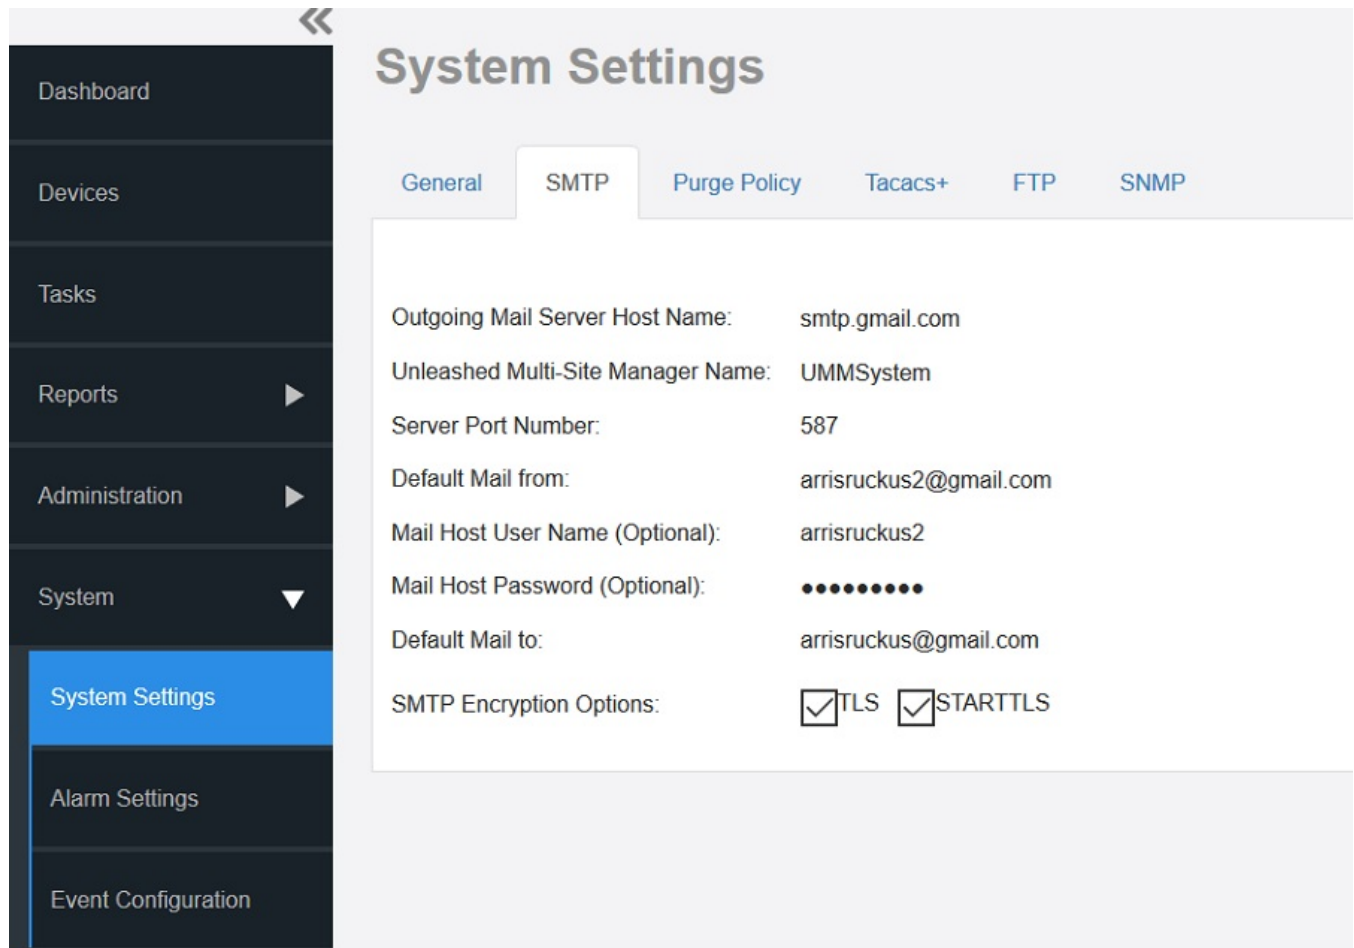 Dashboard
Devices
Tasks
Reports
Administration
System
System Settings
Alarm Settings
Event Configuration
System Settings
General SMTP Purge Policy Tacacs+ FTP SNMP
Outgoing Mail Server Host Name: smtp.gmail.com
Unleashed Multi-Site Manager Name: UMMSystem
Server Port Number: 587
Default Mail from: arrisruckus2@gmail.com
Mail Host User Name (Optional): arrisruckus2
Mail Host Password (Optional): ●●●●●●●●●
Default Mail to: arrisruckus@gmail.com
SMTP Encryption Options: TLS STARTTLS